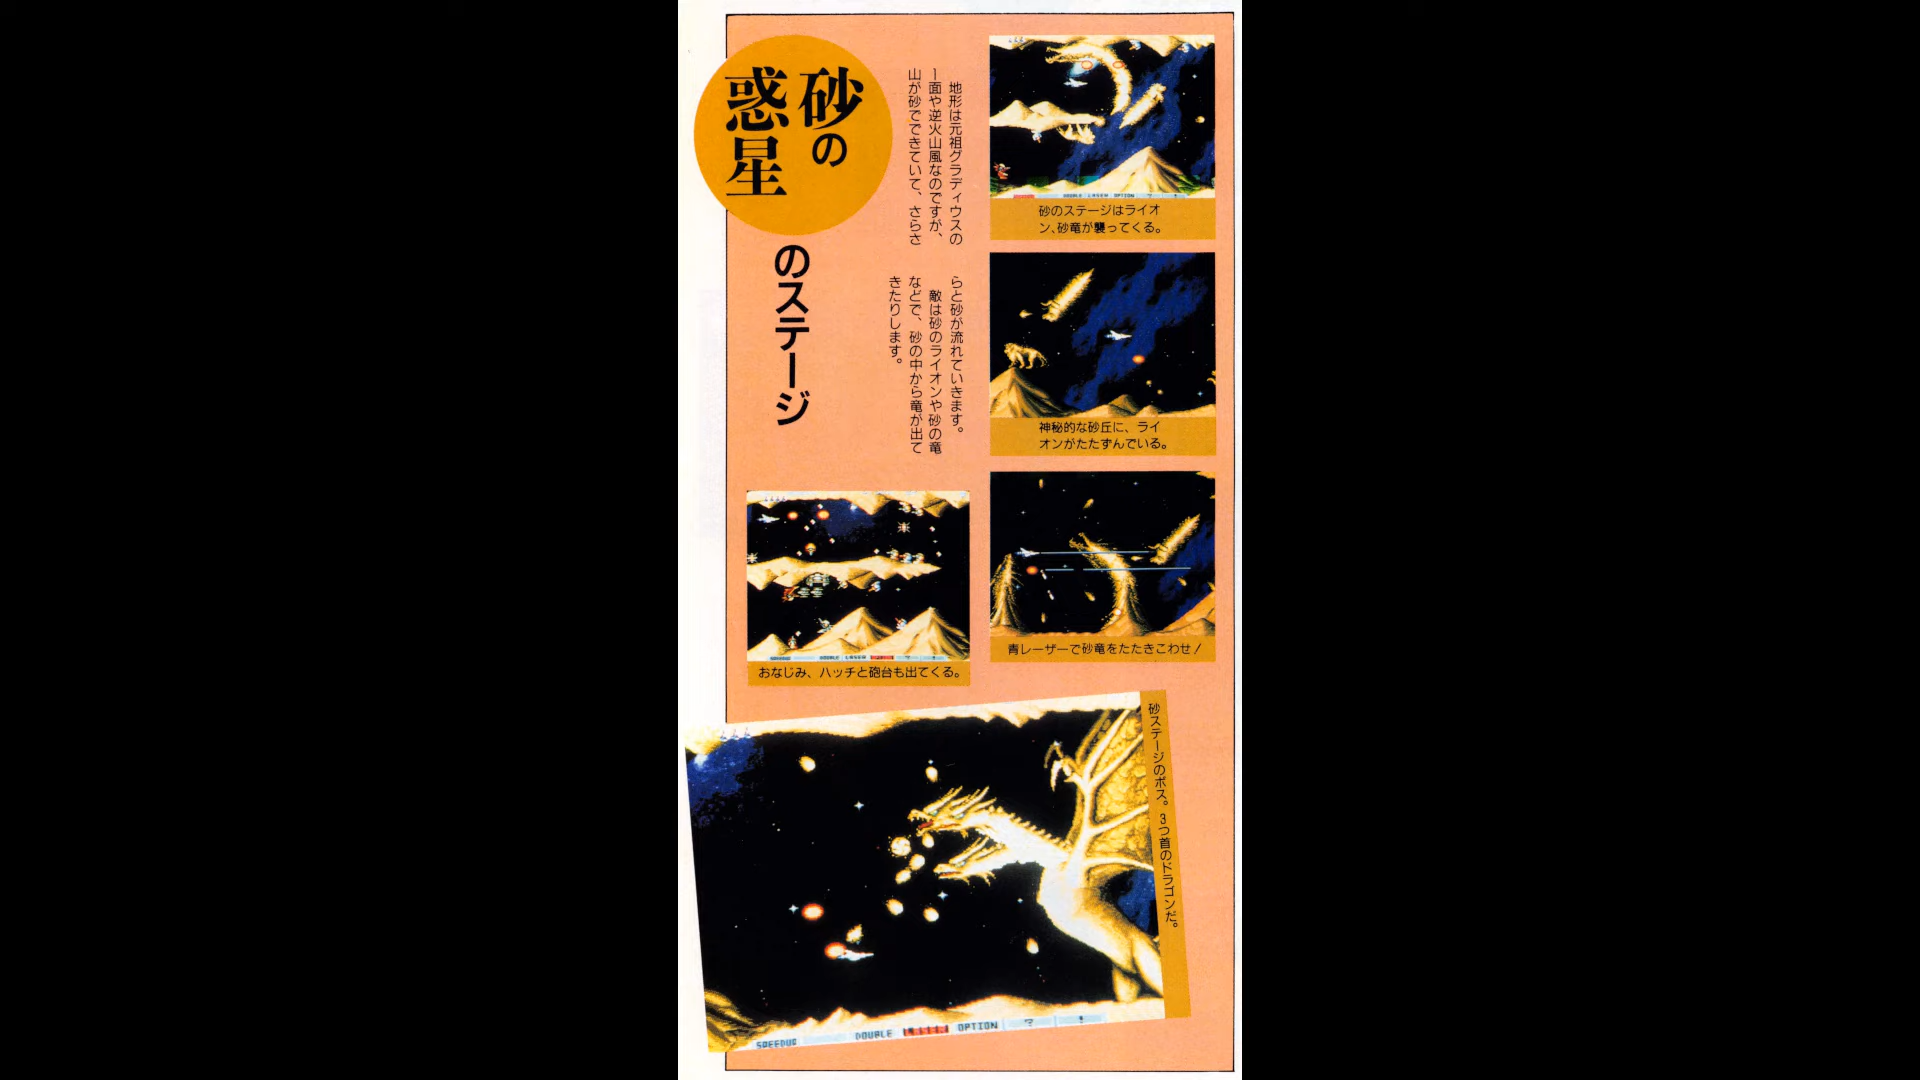 砂の
惑星
のステージ
地形は元祖グラディウスの
1面や逆火山風なのですが、
山が砂でできていて、さらさ
らと砂が流れていきます。
敵は砂のライオンや砂の竜
などで、砂の中から竜が出て
きたりします。
砂のステージはライオ
ン、砂竜が襲ってくる。
神秘的な砂丘に、ライ
オンがたたずんでいる。
青レーザーで砂竜をたたきこわせ!
おなじみ、ハッチと砲台も出てくる。
砂ステージのボス。3つ首のドラゴンだ。
DOUBLE LASER OPTION ? !
SPEEDUP DOUBLE LASER ? !
SPEEDUP DOUBLE LASER OPTION ? !